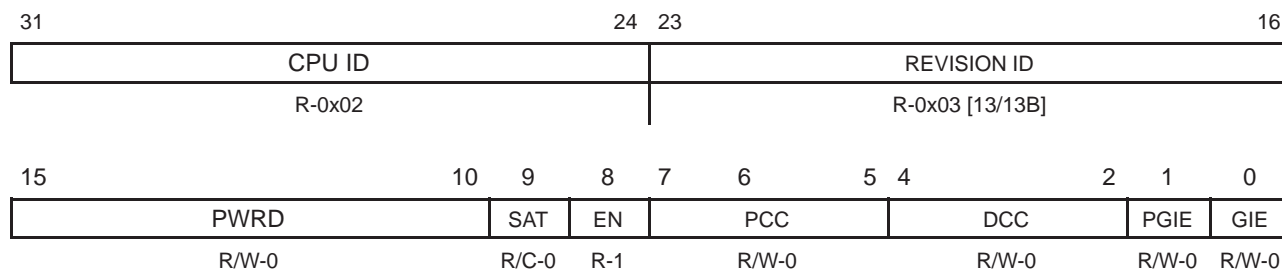 31 24 23 16
CPU ID REVISION ID
R-0x02 R-0x03 [13/13B]
15 10 9 8 7 6 5 4 2 1 0
PWRD SAT EN PCC DCC PGIE GIE
R/W-0 R/C-0 R-1 R/W-0 R/W-0 R/W-0 R/W-0